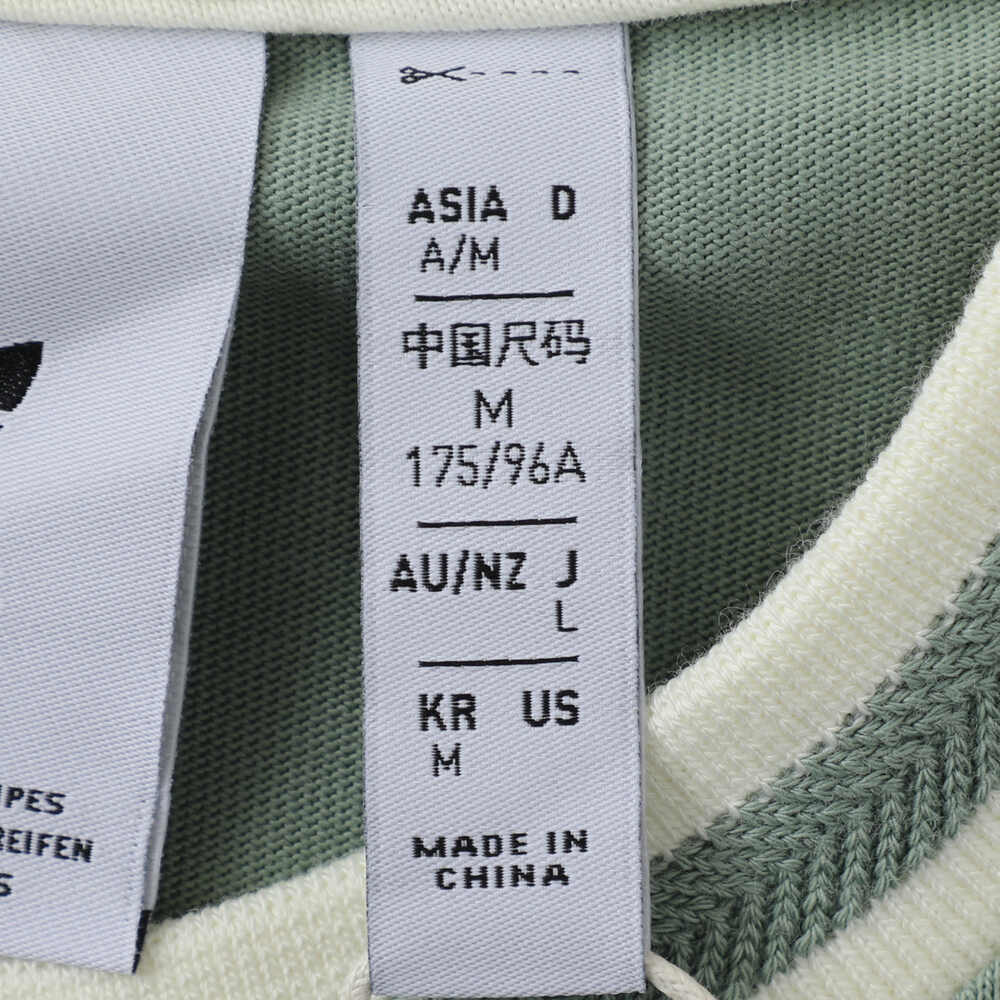 ASIA D
A/M
中国尺码
M
175/96A
AU/NZ J
L
KR US
M
MADE IN
CHINA
IPES
REIFEN
S